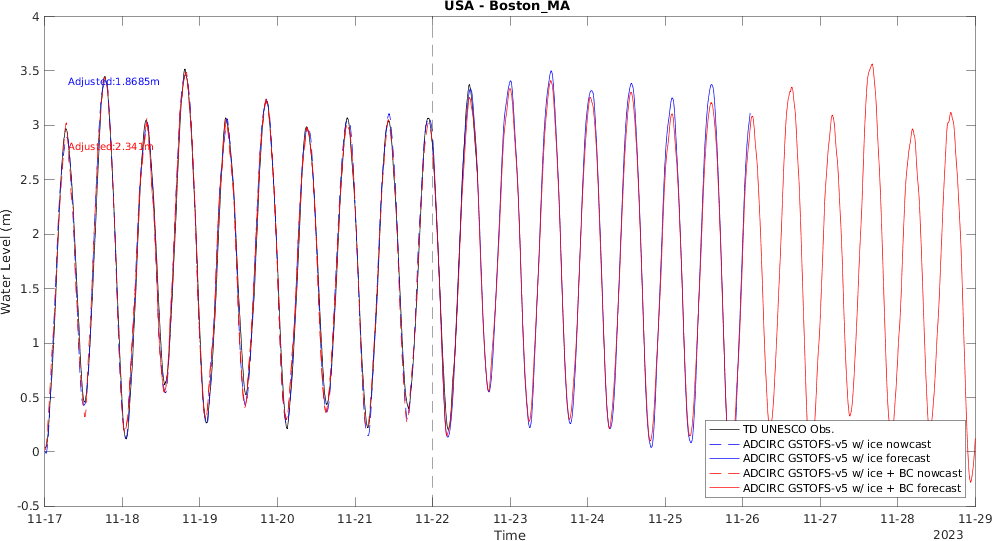 USA - Boston_MA
4
3.5
3
2.5
2
1.5
1
0.5
0
-0.5
Water Level (m)
Adjusted:1.8685m
Adjusted:2.341m
TD UNESCO Obs.
ADCIRC GSTOFS-v5 w/ ice nowcast
ADCIRC GSTOFS-v5 w/ ice forecast
ADCIRC GSTOFS-v5 w/ ice + BC nowcast
ADCIRC GSTOFS-v5 w/ ice + BC forecast
11-17 11-18 11-19 11-20 11-21 11-22 11-23 11-24 11-25 11-26 11-27 11-28 11-29
Time
2023